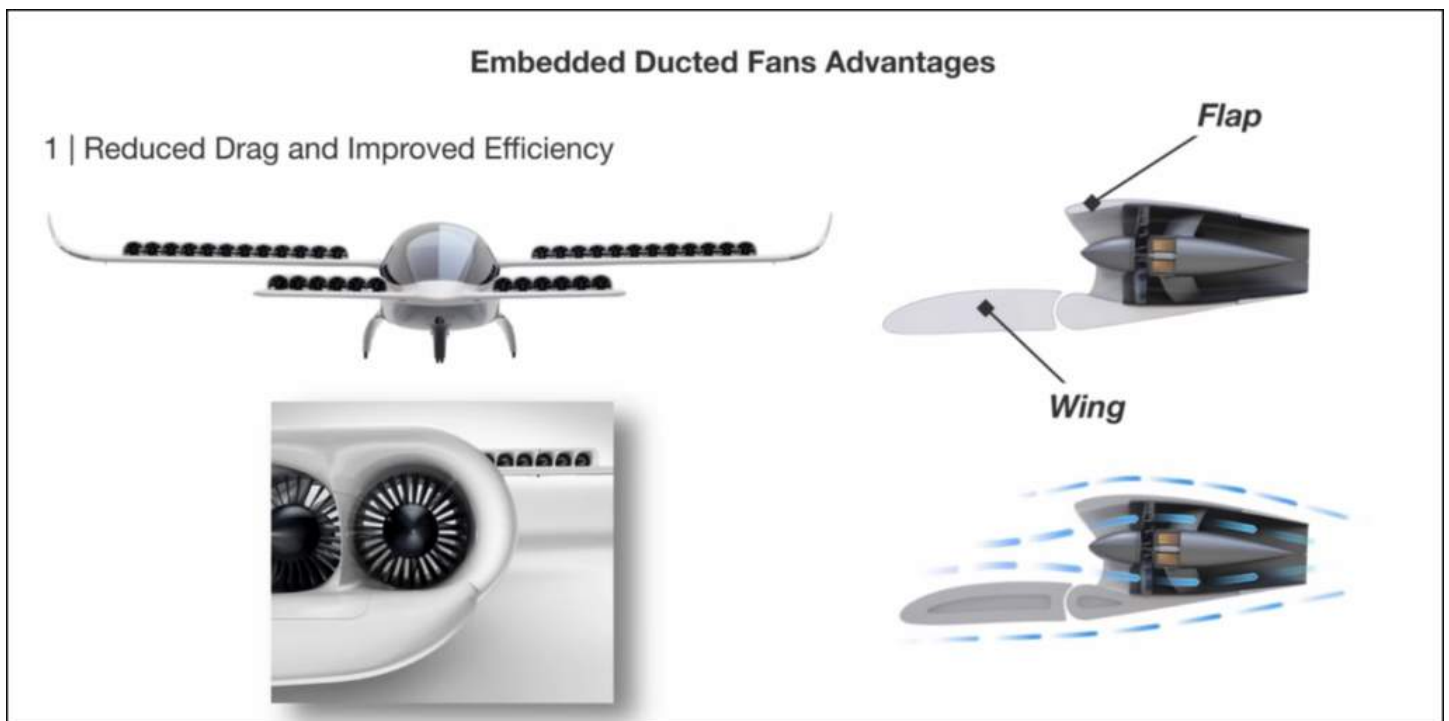 Embedded Ducted Fans Advantages
Flap
1 | Reduced Drag and Improved Efficiency
Wing